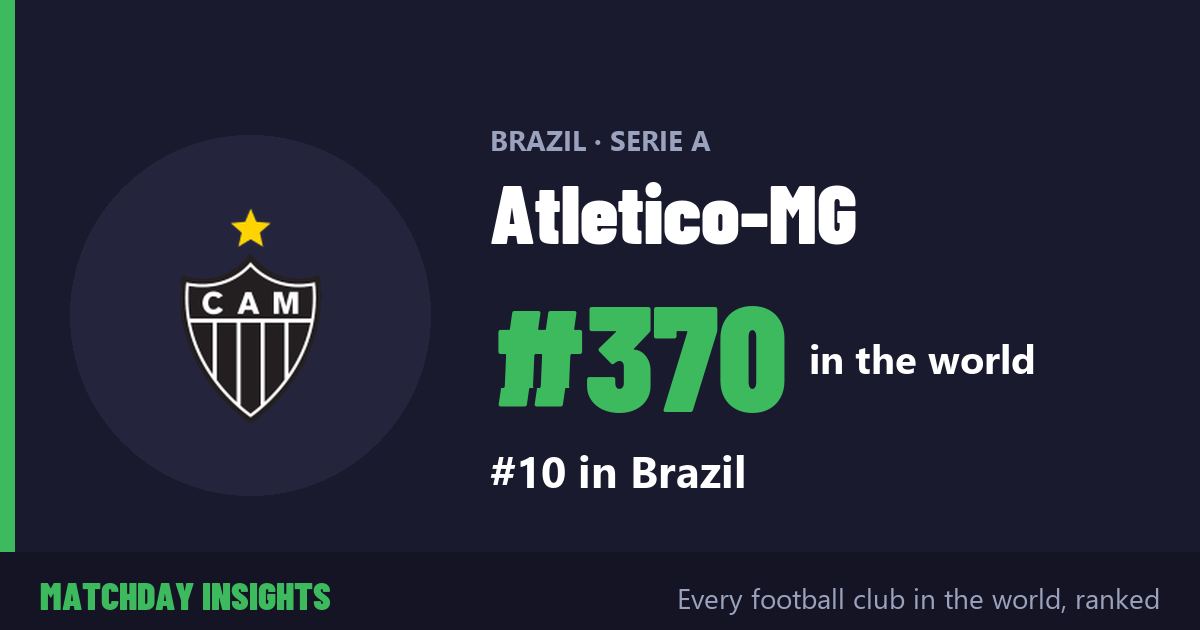 BRAZIL · SERIE A
Atletico-MG
CAM
#370 in the world
#10 in Brazil
MATCHDAY INSIGHTS
Every football club in the world, ranked